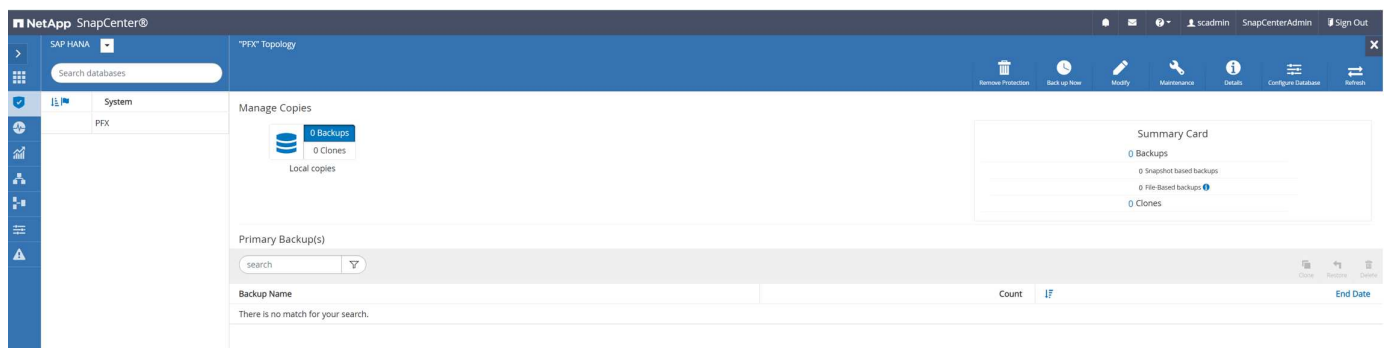 NetApp SnapCenter®
scadmin SnapCenterAdmin Sign Out
SAP HANA
"PFX" Topology
Search databases
Remove Protection Back up Now Modify Maintenance Details Configure Database Refresh
System
PFX
Manage Copies
0 Backups
0 Clones
Local copies
Summary Card
0 Backups
0 Snapshot based backups
0 File-Based backups
0 Clones
Primary Backup(s)
search
Clone Restore Delete
Backup Name Count End Date
There is no match for your search.